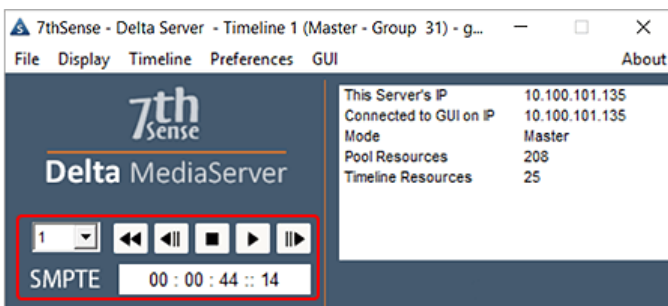 7thSense - Delta Server - Timeline 1 (Master - Group 31) - g...
File Display Timeline Preferences GUI About
7th
Sense
Delta MediaServer
1
SMPTE 00 : 00 : 44 :: 14
This Server's IP 10.100.101.135
Connected to GUI on IP 10.100.101.135
Mode Master
Pool Resources 208
Timeline Resources 25